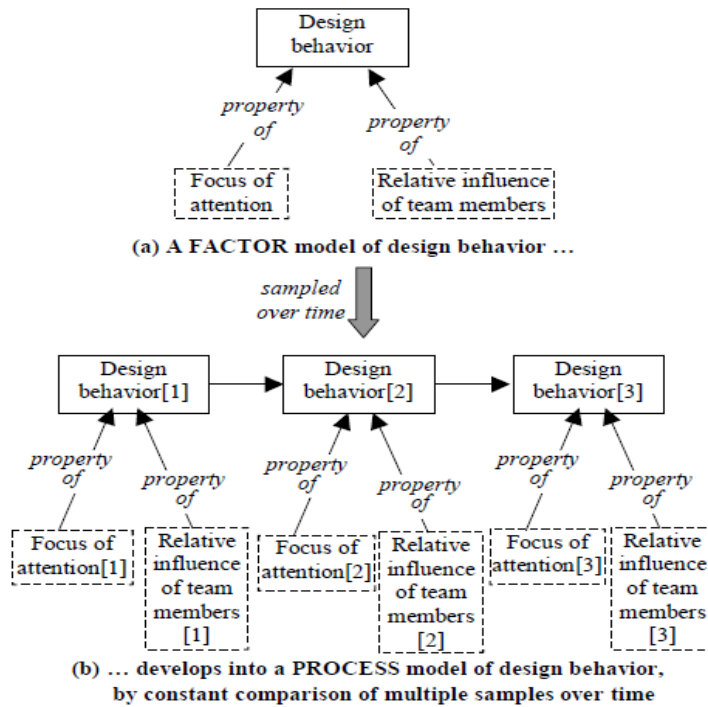 Design
behavior
property
of
property
of
Focus of
attention
Relative influence
of team members
(a) A FACTOR model of design behavior …
sampled
over time
Design
behavior[1]
Design
behavior[2]
Design
behavior[3]
property
of
property
of
property
of
property
of
property
of
property
of
Focus of
attention[1]
Relative
influence
of team
members
[1]
Focus of
attention[2]
Relative
influence
of team
members
[2]
Focus of
attention[3]
Relative
influence
of team
members
[3]
(b) … develops into a PROCESS model of design behavior,
by constant comparison of multiple samples over time